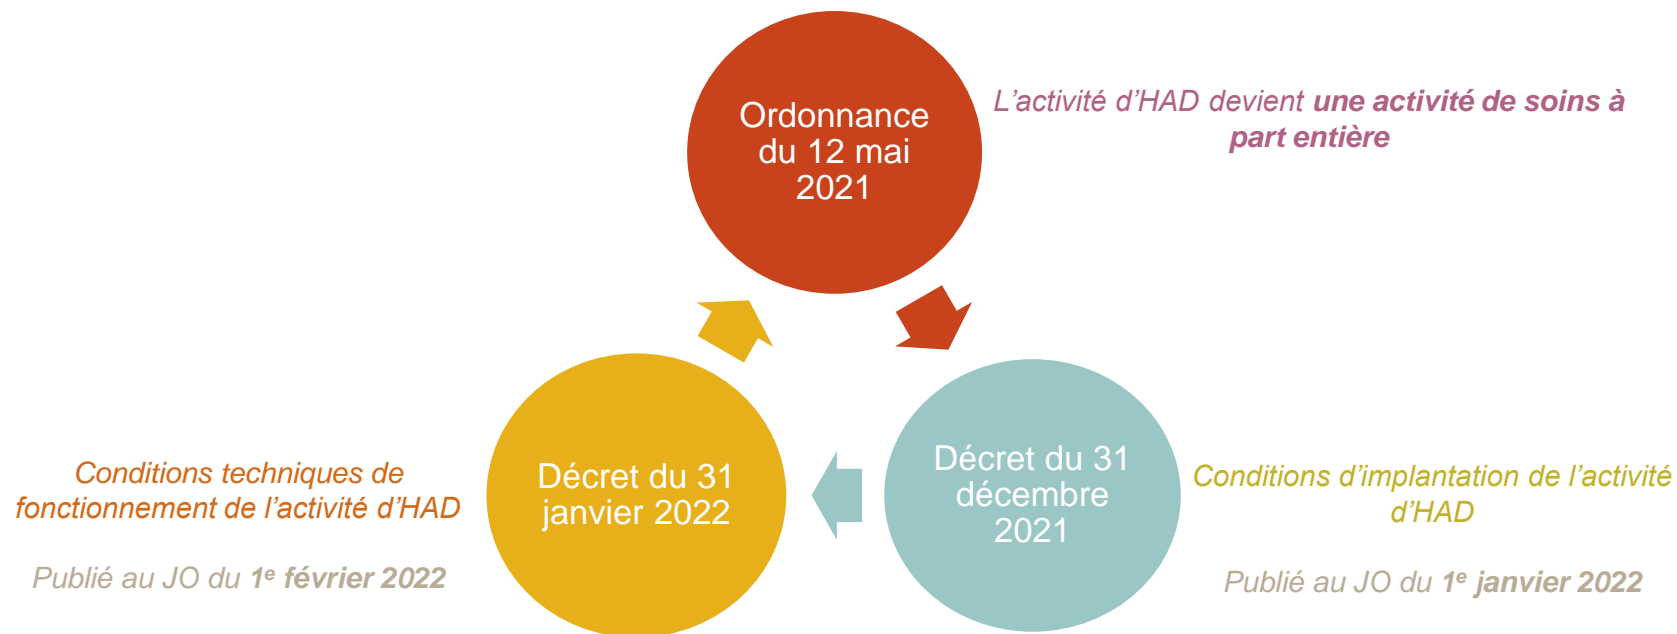 Ordonnance
du 12 mai
2021
L’activité d’HAD devient une activité de soins à
part entière
Décret du 31
décembre
2021
Conditions d’implantation de l’activité
d’HAD
Publié au JO du 1e janvier 2022
Décret du 31
janvier 2022
Conditions techniques de
fonctionnement de l’activité d’HAD
Publié au JO du 1e février 2022